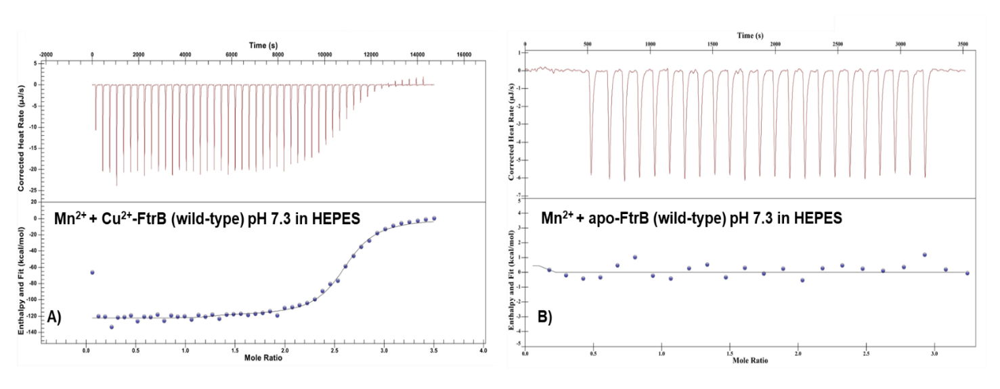 Time (s)
-2000 0 2000 4000 6000 8000 10000 12000 14000 16000
Corrected Heat Rate (µJ/s)
5
0
-5
-10
-15
-20
-25
20
Mn2+ + Cu2+-FtrB (wild-type) pH 7.3 in HEPES
Enthalpy and Fit (kcal/mol)
0
-20
-40
-60
-80
-100
-120
-140
A)
0.0 0.5 1.0 1.5 2.0 2.5 3.0 3.5 4.0
Mole Ratio
Time (s)
0 500 1000 1500 2000 2500 3000 3500
Corrected Heat Rate (µJ/s)
1
0
-1
-2
-3
-4
-5
-6
-7
Mn2+ + apo-FtrB (wild-type) pH 7.3 in HEPES
Enthalpy and Fit (kcal/mol)
5
4
3
2
1
0
-1
-2
-3
-4
-5
B)
0.0 0.5 1.0 1.5 2.0 2.5 3.0
Mole Ratio